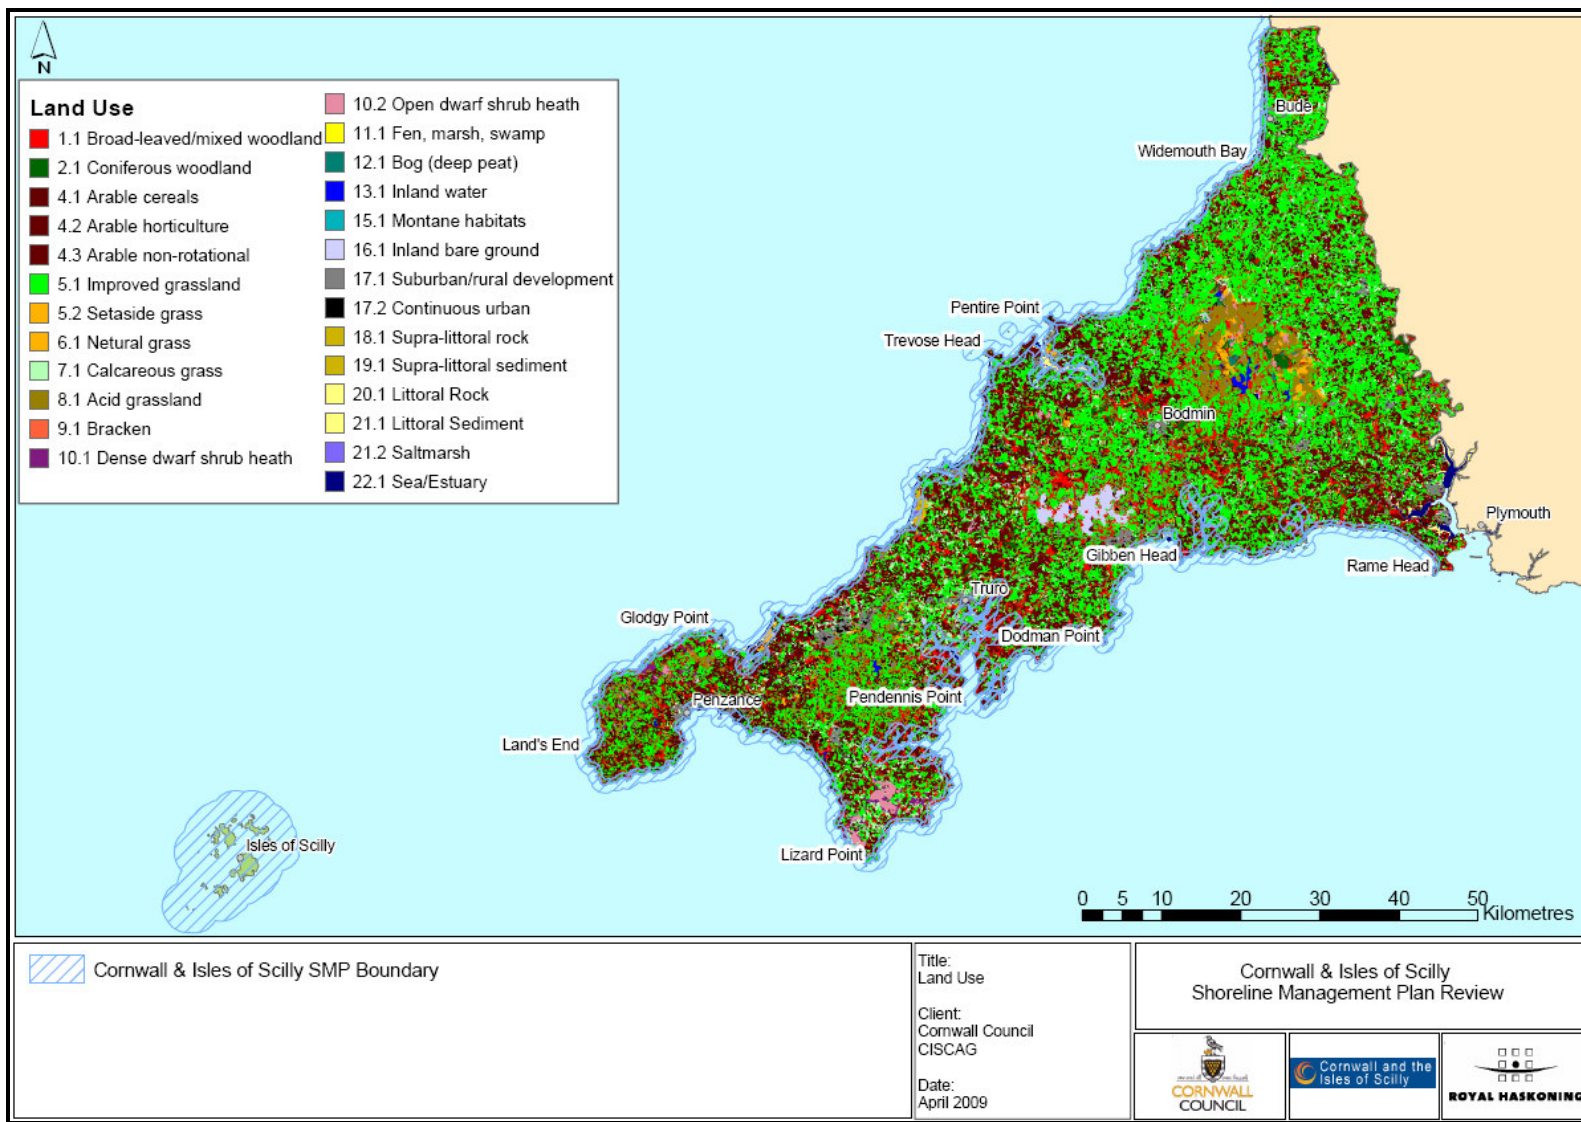 N
Land Use
1.1 Broad-leaved/mixed woodland
2.1 Coniferous woodland
4.1 Arable cereals
4.2 Arable horticulture
4.3 Arable non-rotational
5.1 Improved grassland
5.2 Setaside grass
6.1 Netural grass
7.1 Calcareous grass
8.1 Acid grassland
9.1 Bracken
10.1 Dense dwarf shrub heath
10.2 Open dwarf shrub heath
11.1 Fen, marsh, swamp
12.1 Bog (deep peat)
13.1 Inland water
15.1 Montane habitats
16.1 Inland bare ground
17.1 Suburban/rural development
17.2 Continuous urban
18.1 Supra-littoral rock
19.1 Supra-littoral sediment
20.1 Littoral Rock
21.1 Littoral Sediment
21.2 Saltmarsh
22.1 Sea/Estuary
Bude
Widemouth Bay
Pentire Point
Trevose Head
Bodmin
Plymouth
Gibben Head
Rame Head
Truro
Glodgy Point
Dodman Point
Penzance
Pendennis Point
Land's End
Isles of Scilly
Lizard Point
0 5 10 20 30 40 50
Kilometres
Cornwall & Isles of Scilly SMP Boundary
Title:
Land Use
Client:
Cornwall Council
CISCAG
Date:
April 2009
Cornwall & Isles of Scilly
Shoreline Management Plan Review
CORNWALL
COUNCIL
Cornwall and the
Isles of Scilly
ROYAL HASKONING